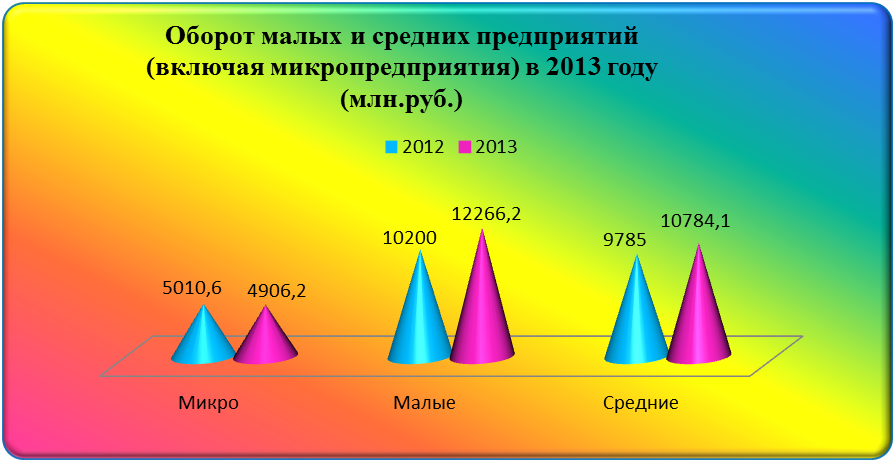 Оборот малых и средних предприятий
(включая микропредприятия) в 2013 году
(млн.руб.)
2012 2013
5010,6 4906,2 10200 12266,2 9785 10784,1
Микро Малые Средние